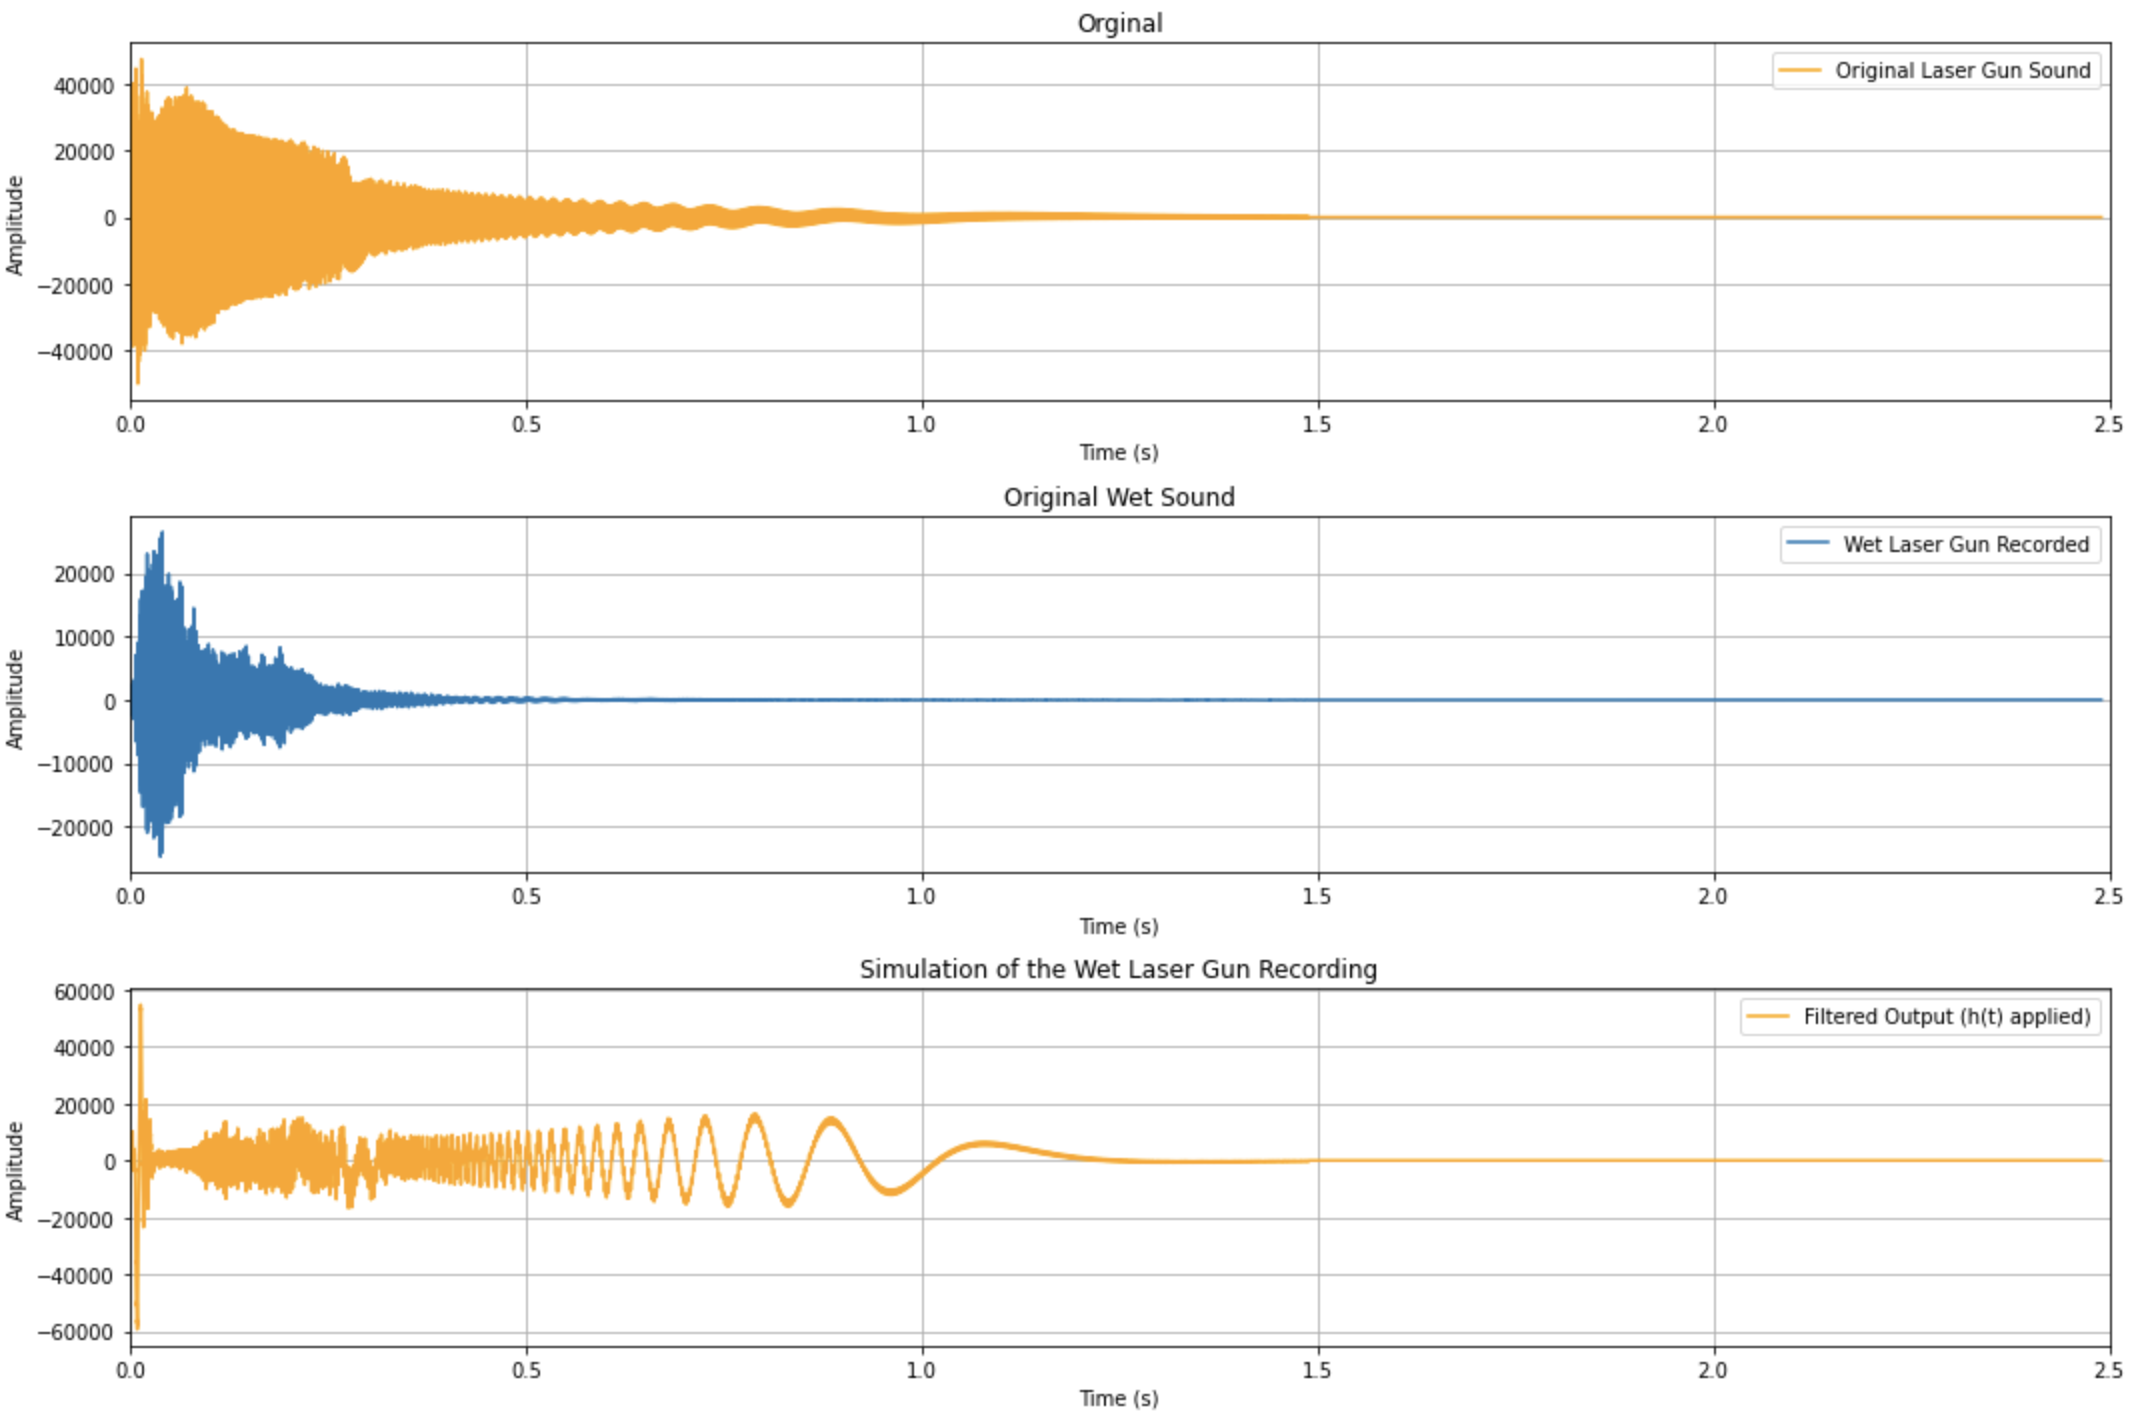 Orginal
Original Laser Gun Sound
40000
20000
0
−20000
−40000
Amplitude
0.0 0.5 1.0 1.5 2.0 2.5
Time (s)
Original Wet Sound
Wet Laser Gun Recorded
20000
10000
0
−10000
−20000
Amplitude
0.0 0.5 1.0 1.5 2.0 2.5
Time (s)
Simulation of the Wet Laser Gun Recording
Filtered Output (h(t) applied)
60000
40000
20000
0
−20000
−40000
−60000
Amplitude
0.0 0.5 1.0 1.5 2.0 2.5
Time (s)